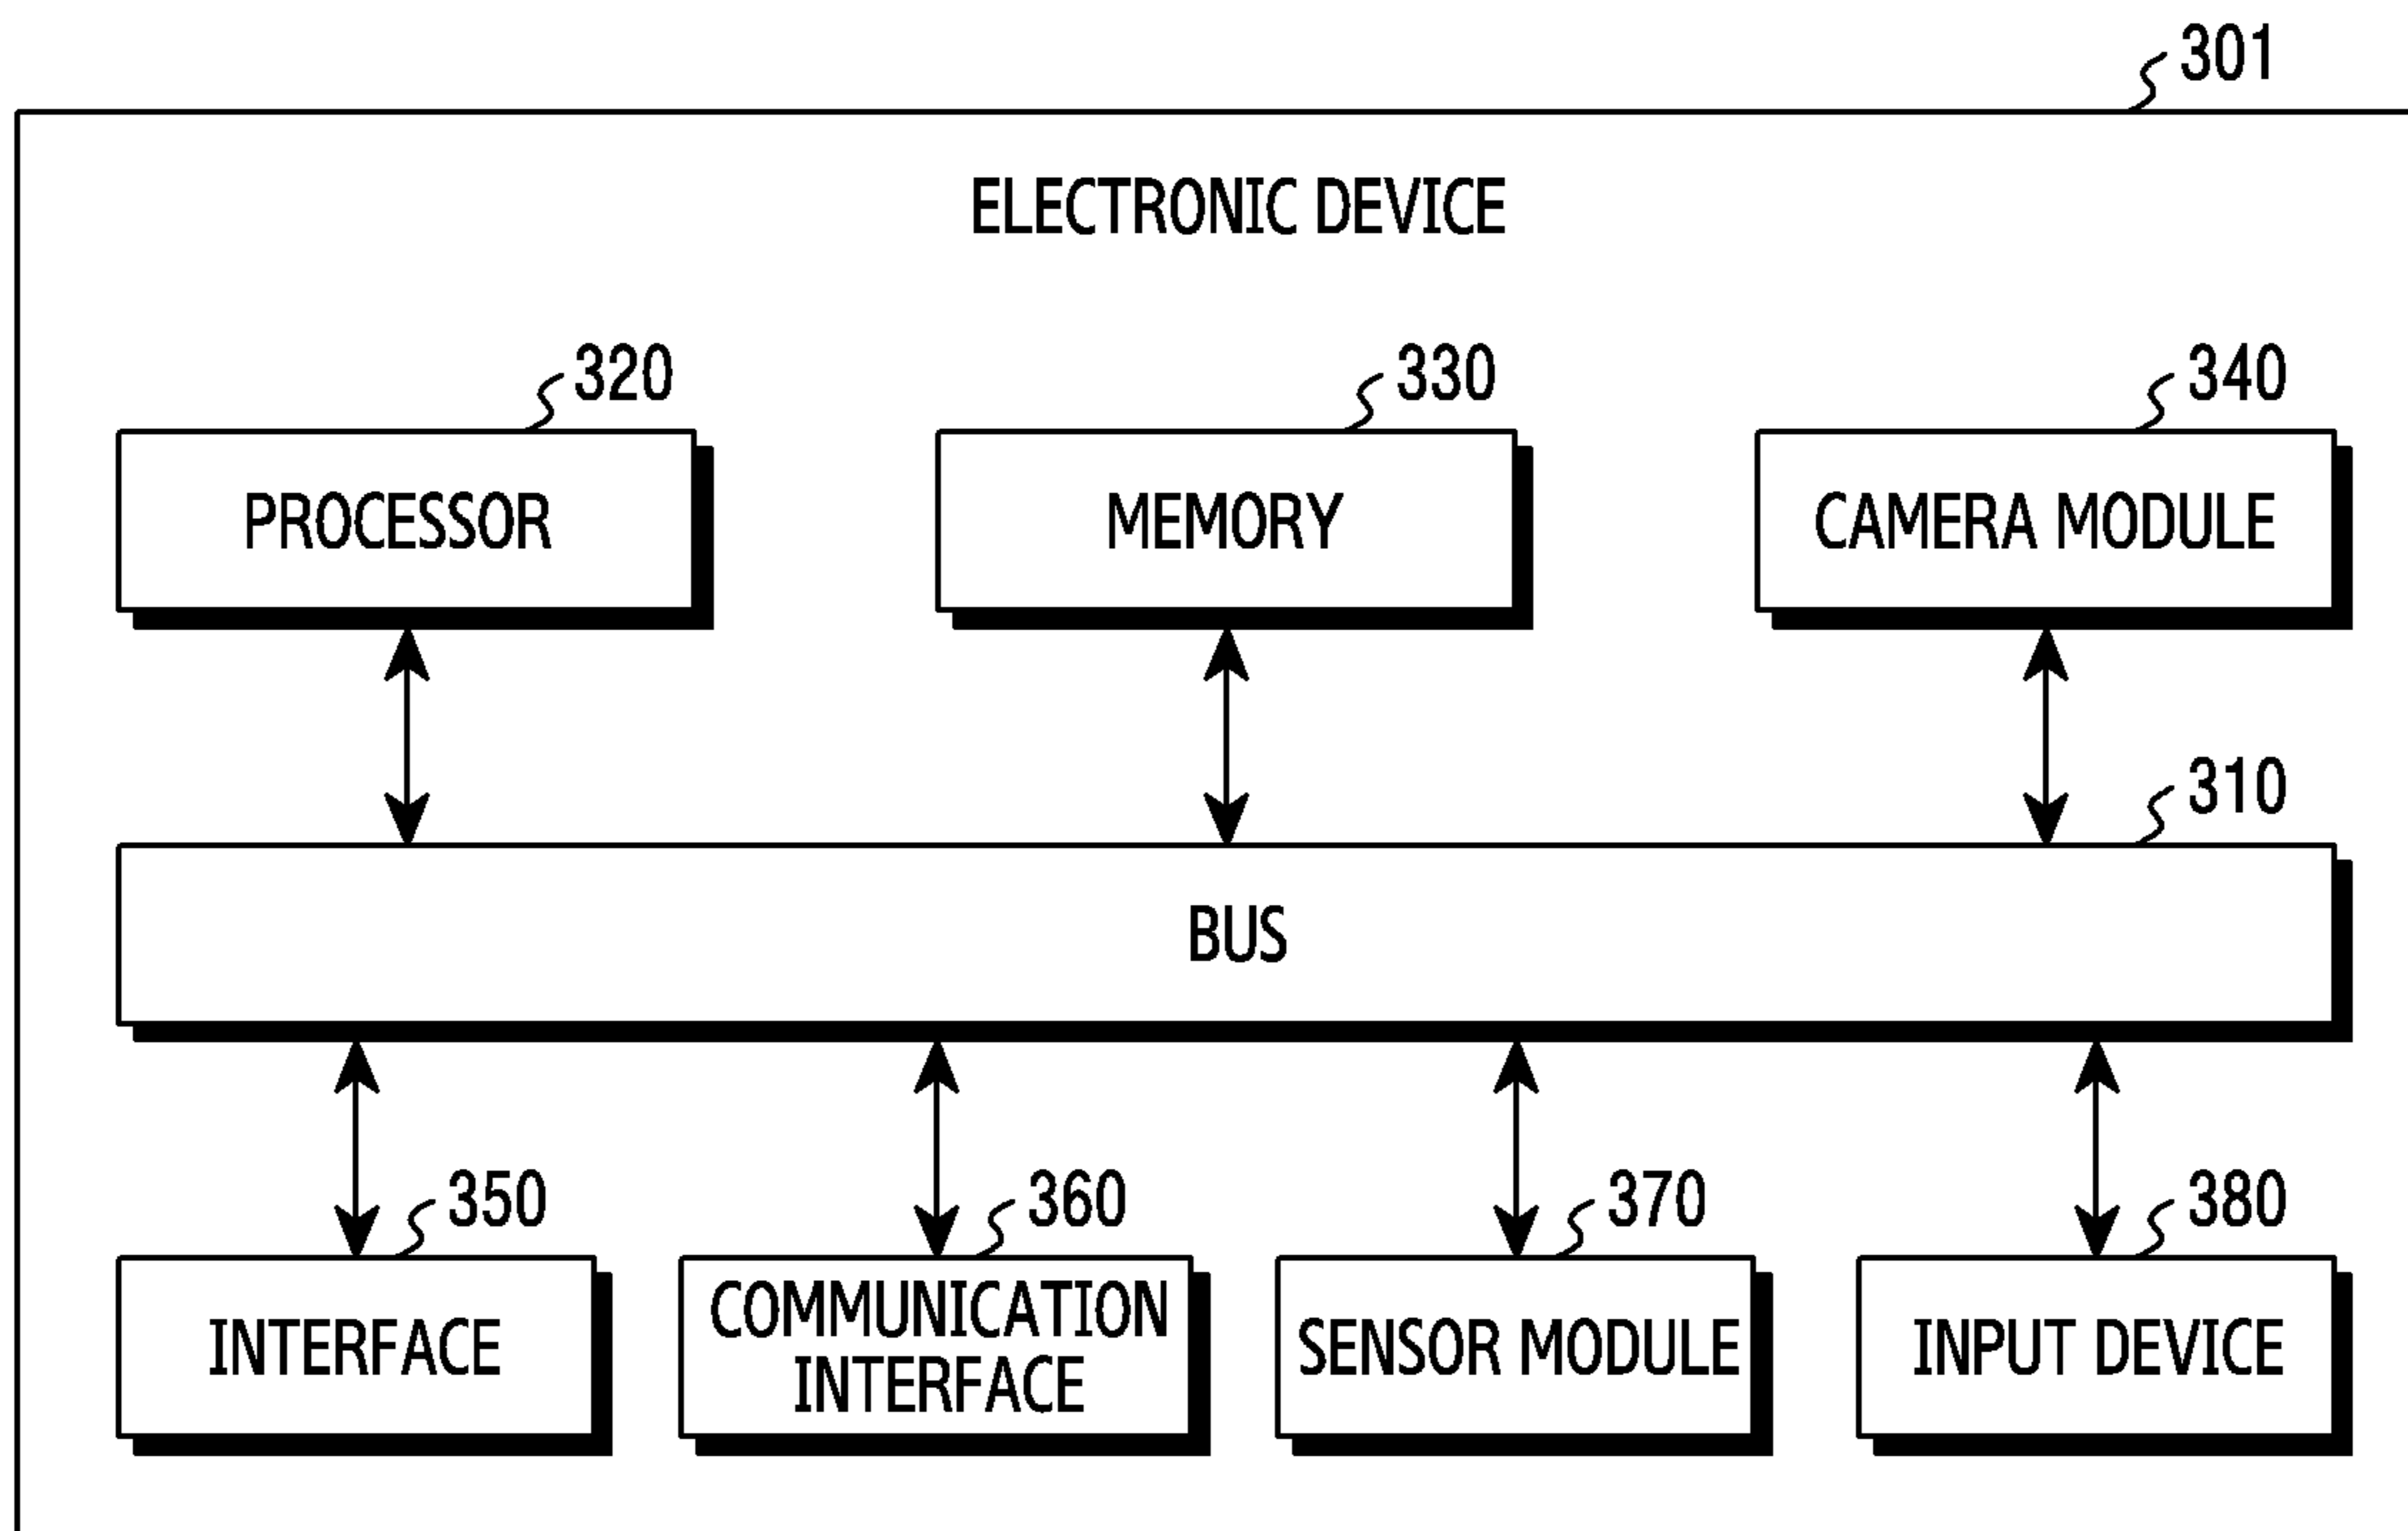 301
ELECTRONIC DEVICE
320
330
340
PROCESSOR
MEMORY
CAMERA MODULE
310
BUS
350
360
370
380
INTERFACE
COMMUNICATION
INTERFACE
SENSOR MODULE
INPUT DEVICE